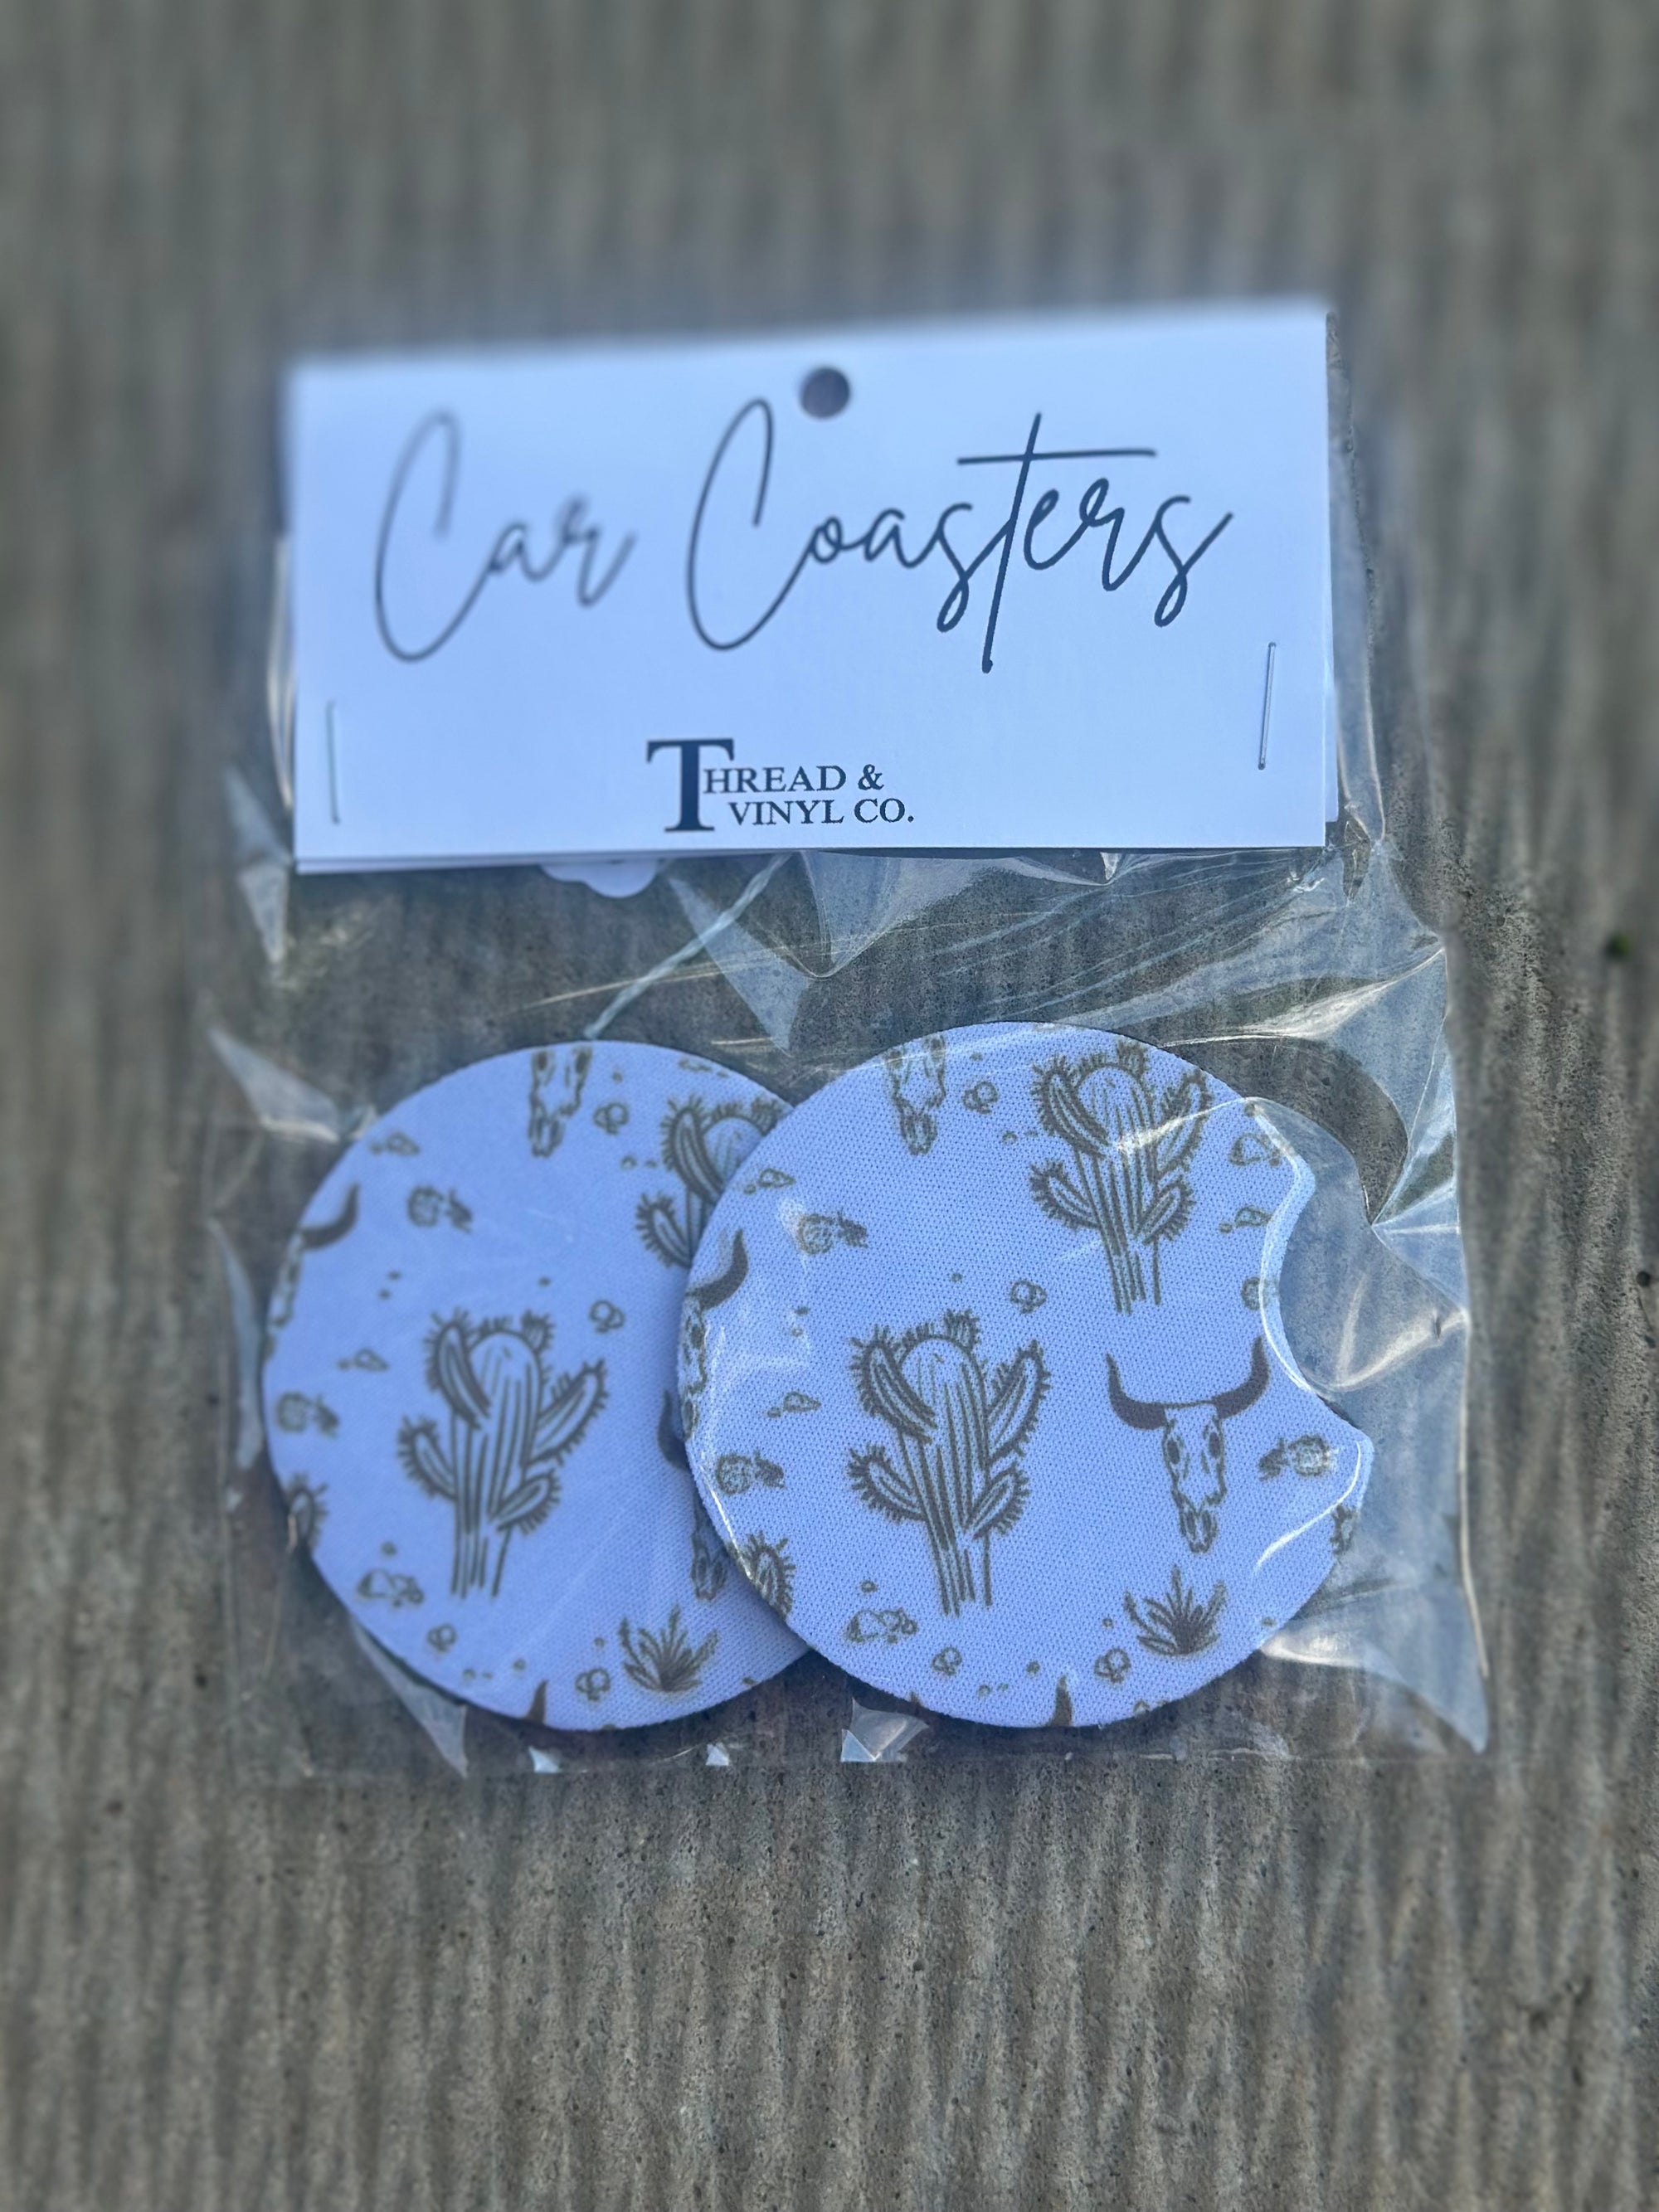 Car Coasters
THREAD &
VINYL CO.